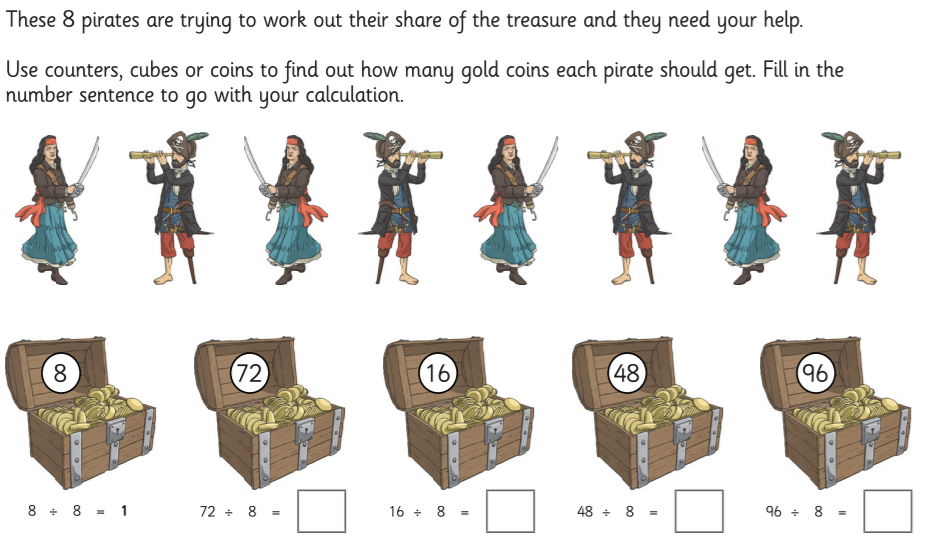 These 8 pirates are trying to work out their share of the treasure and they need your help.
Use counters, cubes or coins to find out how many gold coins each pirate should get. Fill in the
number sentence to go with your calculation.
8 72 16 48 96
8 ÷ 8 = 1 72 ÷ 8 = 16 ÷ 8 = 48 ÷ 8 = 96 ÷ 8 =